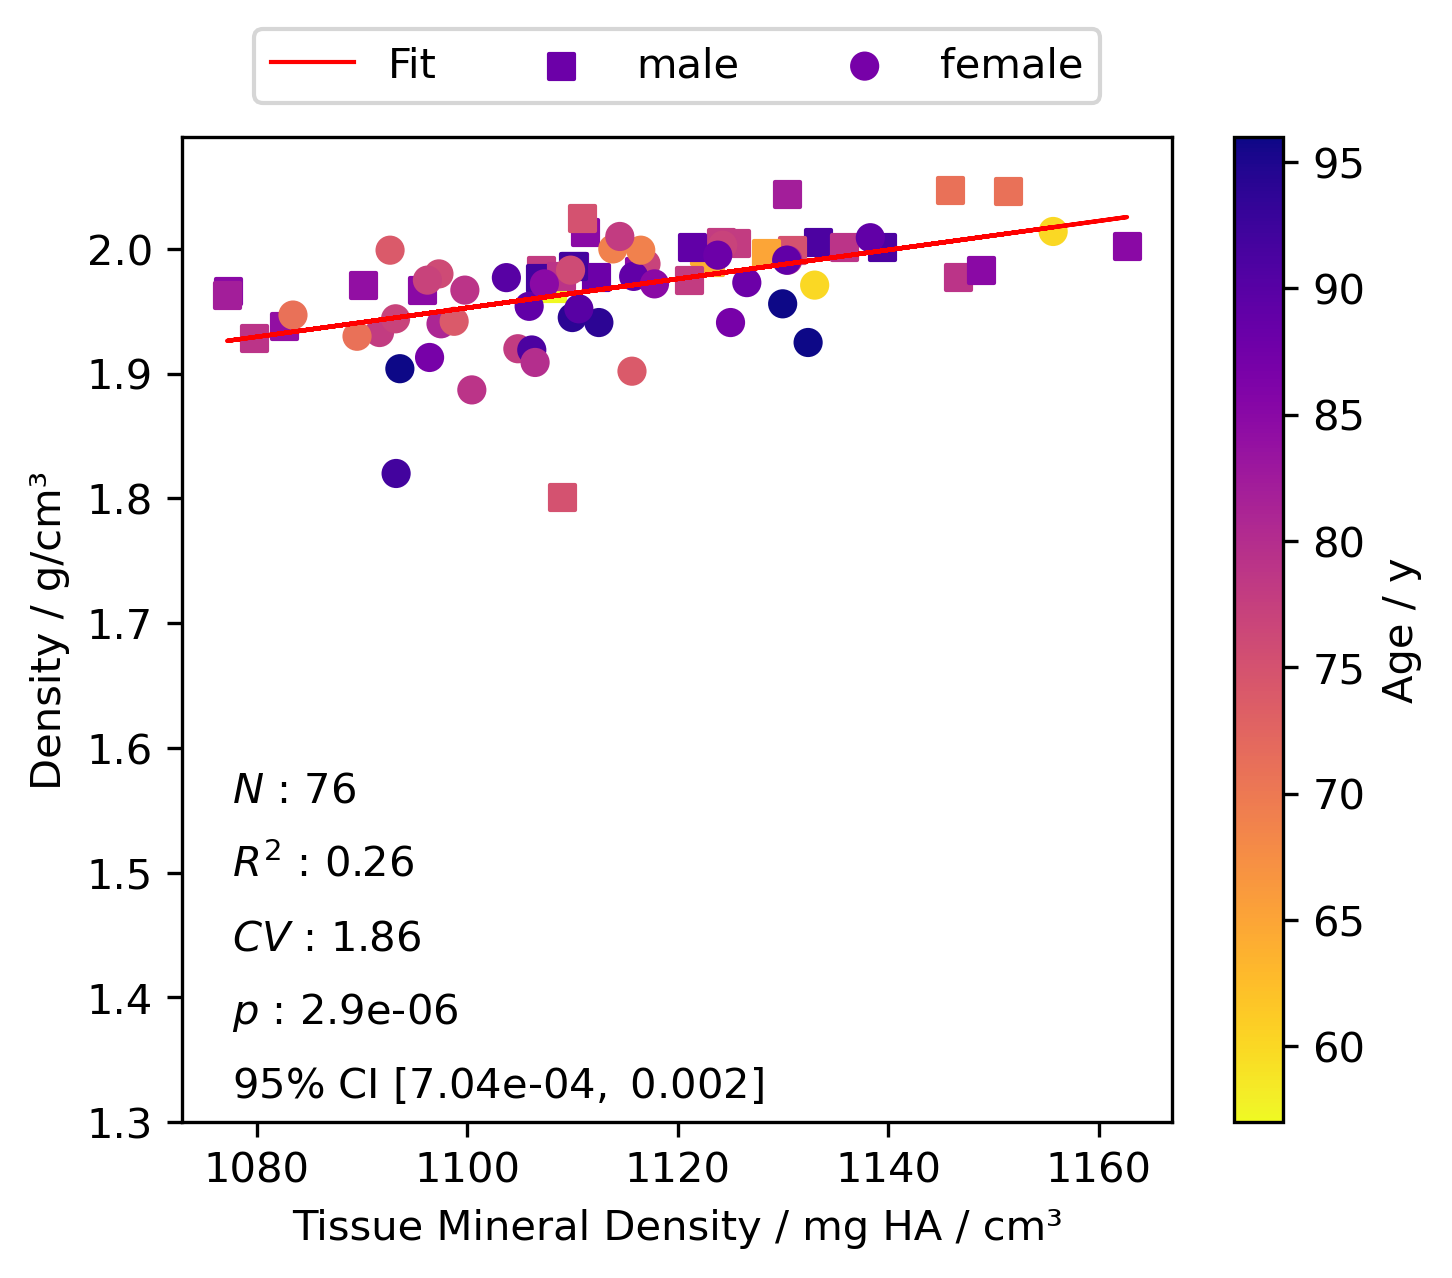 Fit male female
2.0
1.9
1.8
1.7
1.6
1.5
1.4
1.3
Density / g/cm³
N : 76
R² : 0.26
CV : 1.86
p : 2.9e-06
95% CI [7.04e-04, 0.002]
1080 1100 1120 1140 1160
Tissue Mineral Density / mg HA / cm³
95
90
85
80
75
70
65
60
Age / y